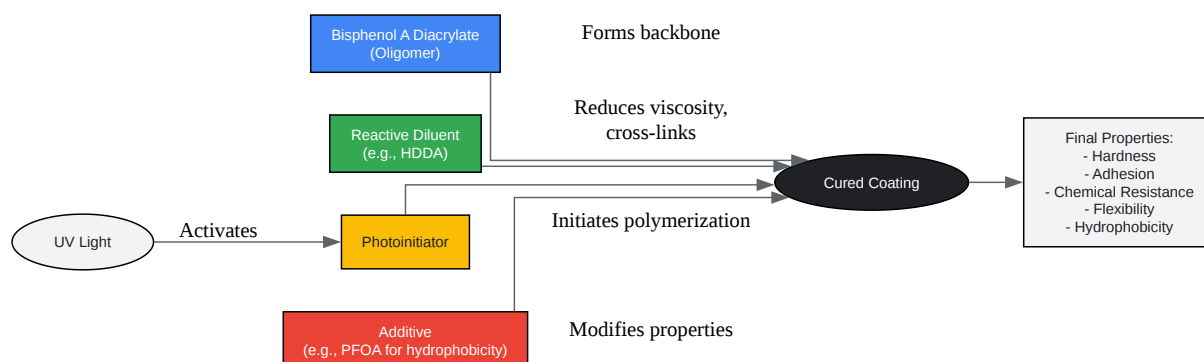 Bisphenol A Diacrylate
(Oligomer)
Forms backbone
Reactive Diluent
(e.g., HDDA)
Reduces viscosity,
cross-links
UV Light
Activates
Photoinitiator
Initiates polymerization
Additive
(e.g., PFOA for hydrophobicity)
Modifies properties
Cured Coating
Final Properties:
- Hardness
- Adhesion
- Chemical Resistance
- Flexibility
- Hydrophobicity